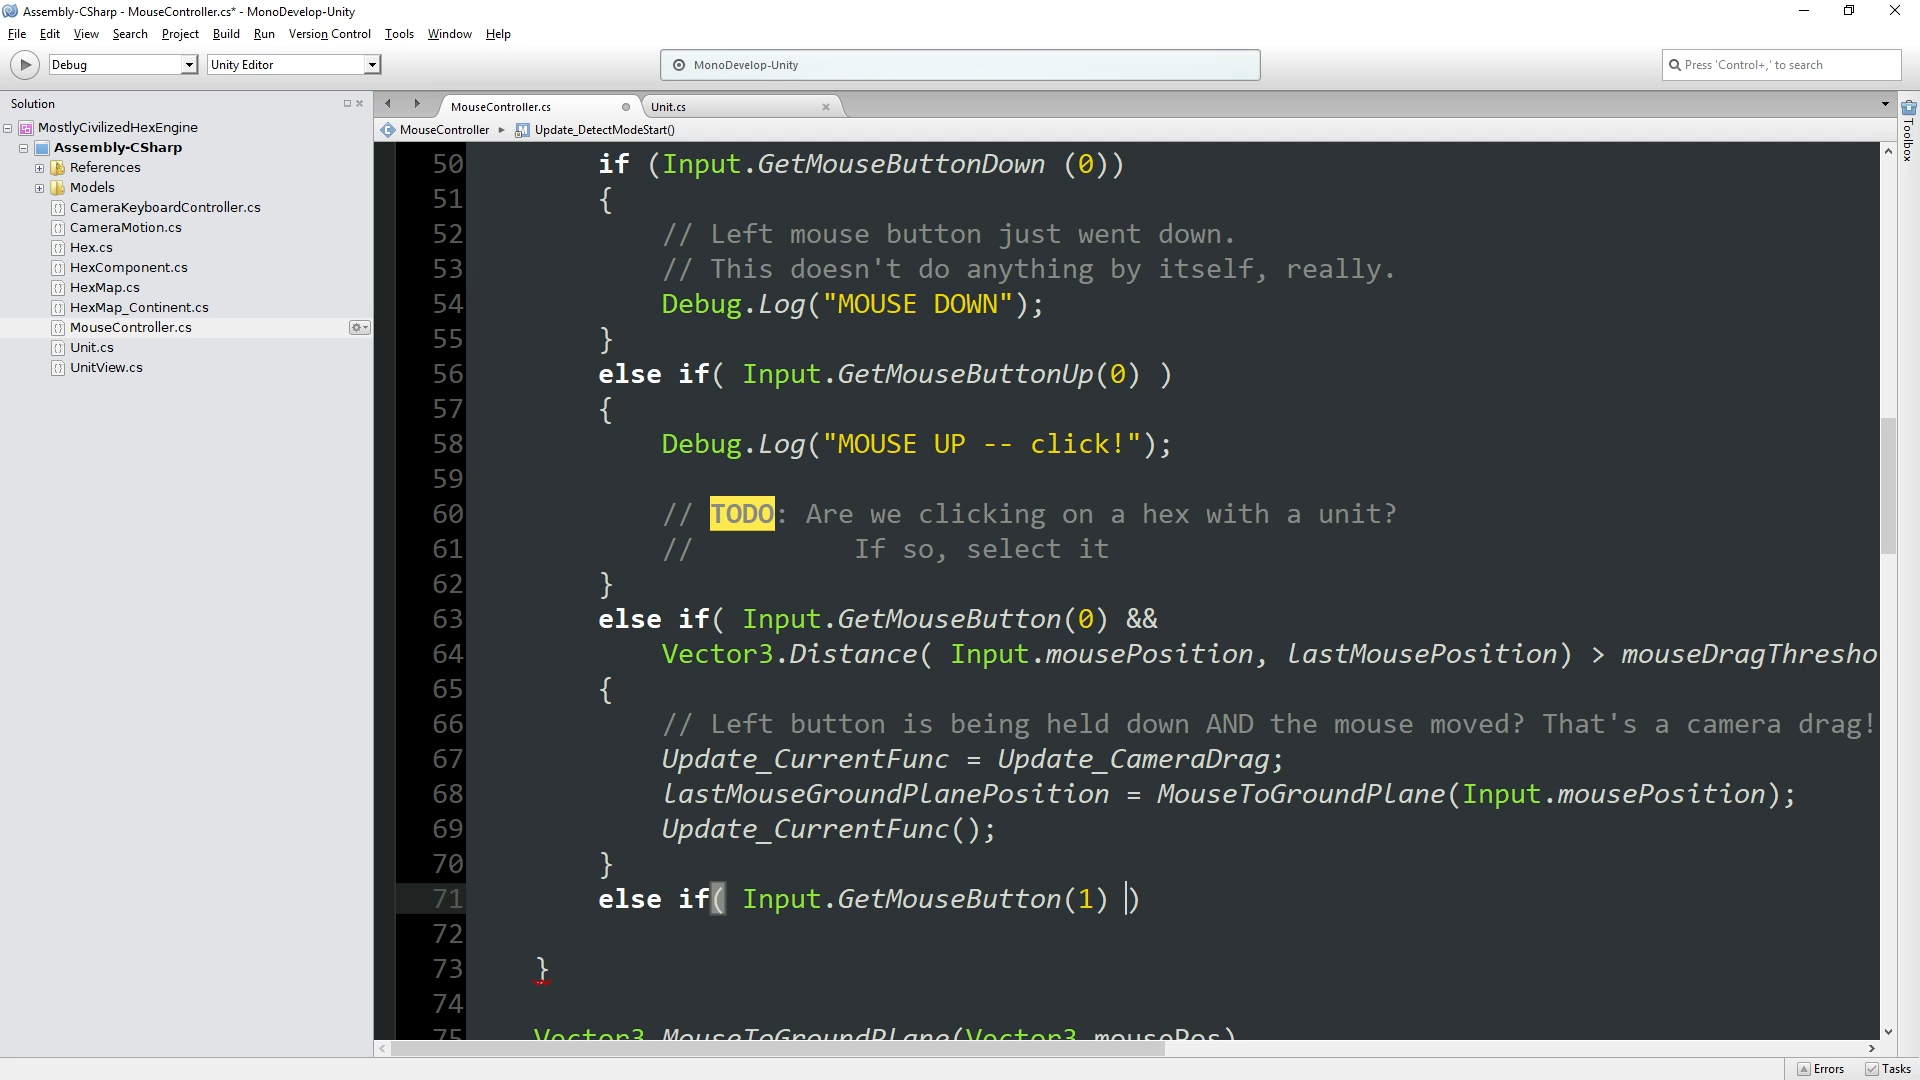 Assembly-CSharp - MouseController.cs* - MonoDevelop-Unity
File Edit View Search Project Build Run Version Control Tools Window Help
Debug Unity Editor MonoDevelop-Unity Press 'Control+,' to search
Solution MouseController.cs Unit.cs
MouseController Update_DetectModeStart()
MostlyCivilizedHexEngine
Assembly-CSharp
References
Models
CameraKeyboardController.cs
CameraMotion.cs
Hex.cs
HexComponent.cs
HexMap.cs
HexMap_Continent.cs
MouseController.cs
Unit.cs
UnitView.cs
Toolbox
50 if (Input.GetMouseButtonDown (0))
51 {
52 // Left mouse button just went down.
53 // This doesn't do anything by itself, really.
54 Debug.Log("MOUSE DOWN");
55 }
56 else if( Input.GetMouseButtonUp(0) )
57 {
58 Debug.Log("MOUSE UP -- click!");
59
60 // TODO: Are we clicking on a hex with a unit?
61 // If so, select it
62 }
63 else if( Input.GetMouseButton(0) &&
64 Vector3.Distance( Input.mousePosition, lastMousePosition) > mouseDragThresho
65 {
66 // Left button is being held down AND the mouse moved? That's a camera drag!
67 Update_CurrentFunc = Update_CameraDrag;
68 lastMouseGroundPlanePosition = MouseToGroundPlane(Input.mousePosition);
69 Update_CurrentFunc();
70 }
71 else if( Input.GetMouseButton(1) )
72
73 }
74
75 Vector3 MouseToGroundPlane(Vector3 mousePos)
Errors Tasks